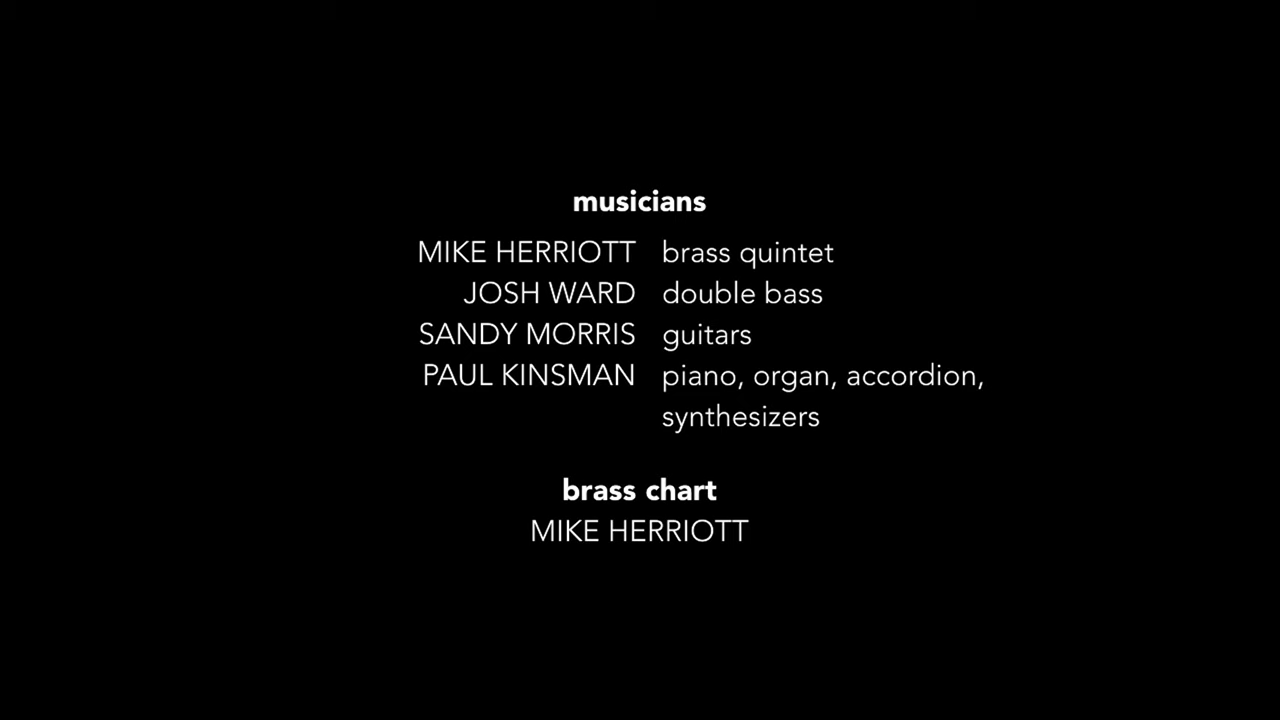 musicians
MIKE HERRIOTT brass quintet
JOSH WARD double bass
SANDY MORRIS guitars
PAUL KINSMAN piano, organ, accordion,
synthesizers
brass chart
MIKE HERRIOTT